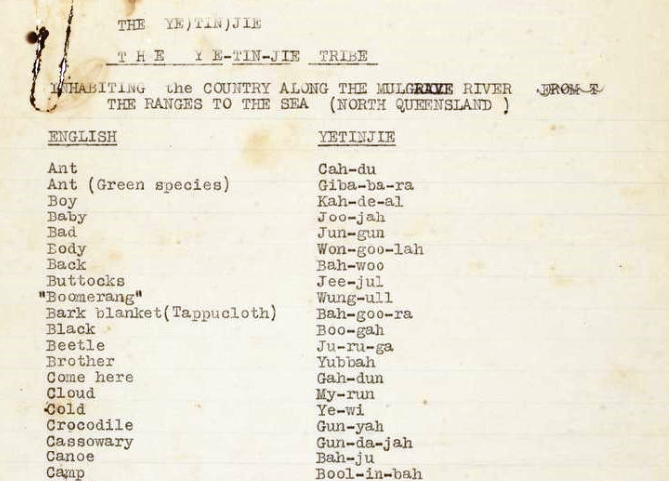 THE YE)TIN)JIE
THE YE-TIN-JIE TRIBE
INHABITING the COUNTRY ALONG THE MULGRAVE RIVER FROM T
THE RANGES TO THE SEA (NORTH QUEENSLAND )
ENGLISH YETINJIE
Ant Cah-du
Ant (Green species) Giba-ba-ra
Boy Kah-de-al
Baby Joo-jah
Bad Jun-gun
Body Won-goo-lah
Back Bah-woo
Buttocks Jee-jul
"Boomerang" Wung-ull
Bark blanket(Tappucloth) Bah-goo-ra
Black Boo-gah
Beetle Ju-ru-ga
Brother Yubbah
Come here Gah-dun
Cloud My-run
Cold Ye-wi
Crocodile Gun-yah
Cassowary Gun-da-jah
Canoe Bah-ju
Camp Bool-in-bah